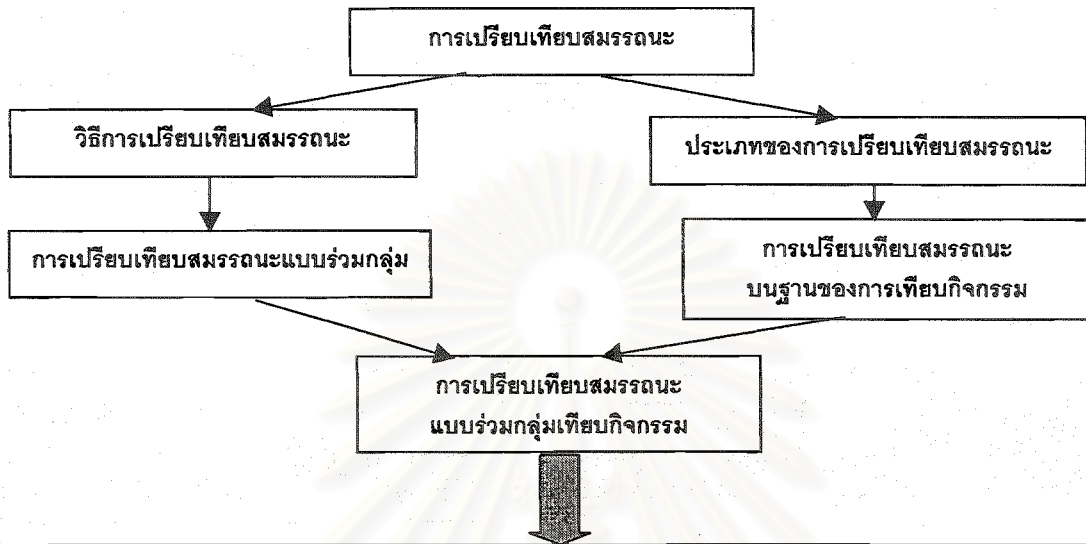 การเปรียบเทียบสมรรถนะ
วิธีการเปรียบเทียบสมรรถนะ
ประเภทของการเปรียบเทียบสมรรถนะ
การเปรียบเทียบสมรรถนะแบบร่วมกลุ่ม
การเปรียบเทียบสมรรถนะ
บนฐานของการเทียบกิจกรรม
การเปรียบเทียบสมรรถนะ
แบบร่วมกลุ่มเทียบกิจกรรม